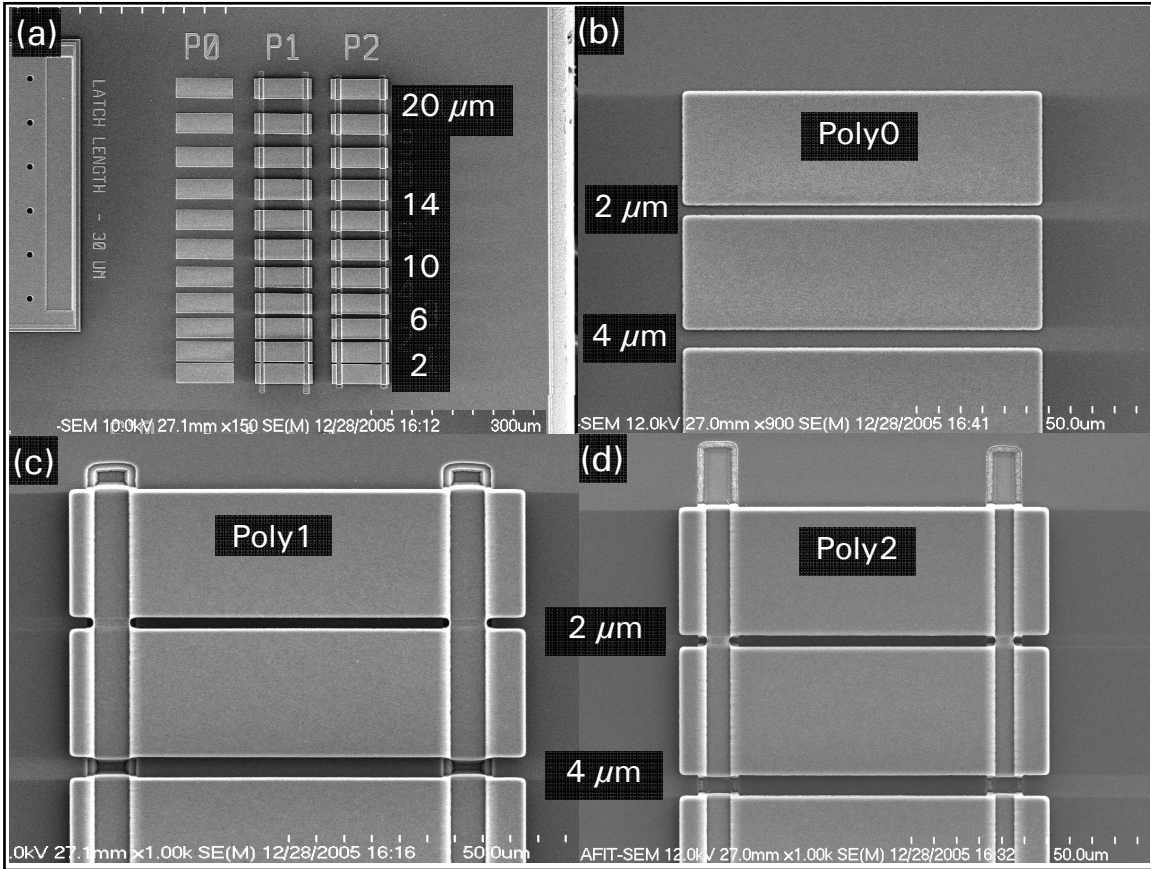 (a)
P0 P1 P2
LATCH LENGTH - 30 UM
20 µm
14
10
6
2
-SEM 10.0kV 27.1mm x150 SE(M) 12/28/2005 16:12 300um
(b)
Poly0
2 µm
4 µm
-SEM 12.0kV 27.0mm x900 SE(M) 12/28/2005 16:41 50.0um
(c)
Poly1
.0kV 27.1mm x1.00k SE(M) 12/28/2005 16:16 50.0um
(d)
Poly2
2 µm
4 µm
AFIT-SEM 12.0kV 27.0mm x1.00k SE(M) 12/28/2005 16:32 50.0um